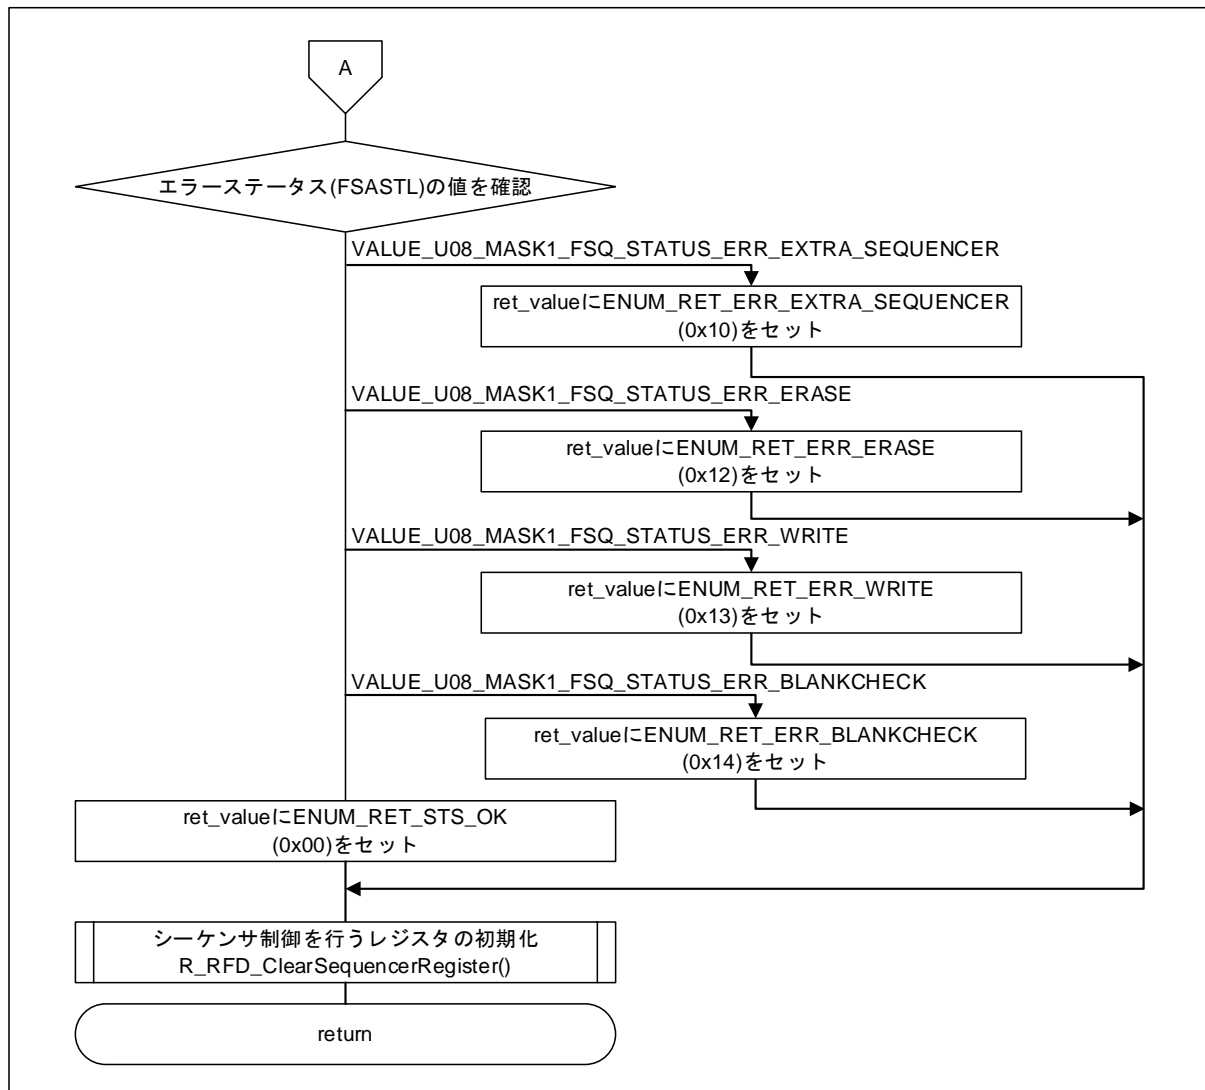 A
エラーステータス(FSASTL)の値を確認
VALUE_U08_MASK1_FSQ_STATUS_ERR_EXTRA_SEQUENCER
ret_valueにENUM_RET_ERR_EXTRA_SEQUENCER
(0x10)をセット
VALUE_U08_MASK1_FSQ_STATUS_ERR_ERASE
ret_valueにENUM_RET_ERR_ERASE
(0x12)をセット
VALUE_U08_MASK1_FSQ_STATUS_ERR_WRITE
ret_valueにENUM_RET_ERR_WRITE
(0x13)をセット
VALUE_U08_MASK1_FSQ_STATUS_ERR_BLANKCHECK
ret_valueにENUM_RET_ERR_BLANKCHECK
(0x14)をセット
ret_valueにENUM_RET_STS_OK
(0x00)をセット
シーケンサ制御を行うレジスタの初期化
R_RFD_ClearSequencerRegister()
return